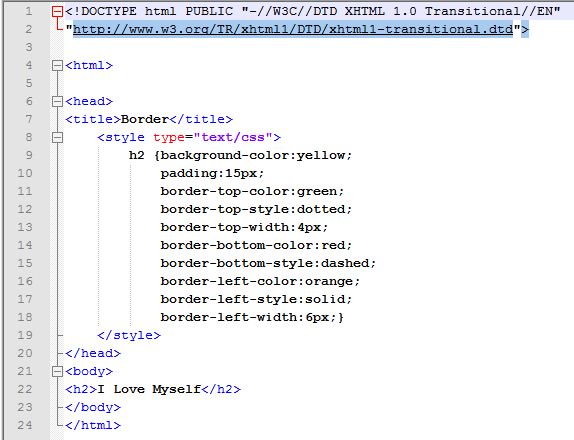 1 <!DOCTYPE html PUBLIC "-//W3C//DTD XHTML 1.0 Transitional//EN"
2 "http://www.w3.org/TR/xhtml1/DTD/xhtml1-transitional.dtd">
3
4 <html>
5
6 <head>
7 <title>Border</title>
8 <style type="text/css">
9 h2 {background-color:yellow;
10 padding:15px;
11 border-top-color:green;
12 border-top-style:dotted;
13 border-top-width:4px;
14 border-bottom-color:red;
15 border-bottom-style:dashed;
16 border-left-color:orange;
17 border-left-style:solid;
18 border-left-width:6px;}
19 </style>
20 </head>
21 <body>
22 <h2>I Love Myself</h2>
23 </body>
24 </html>